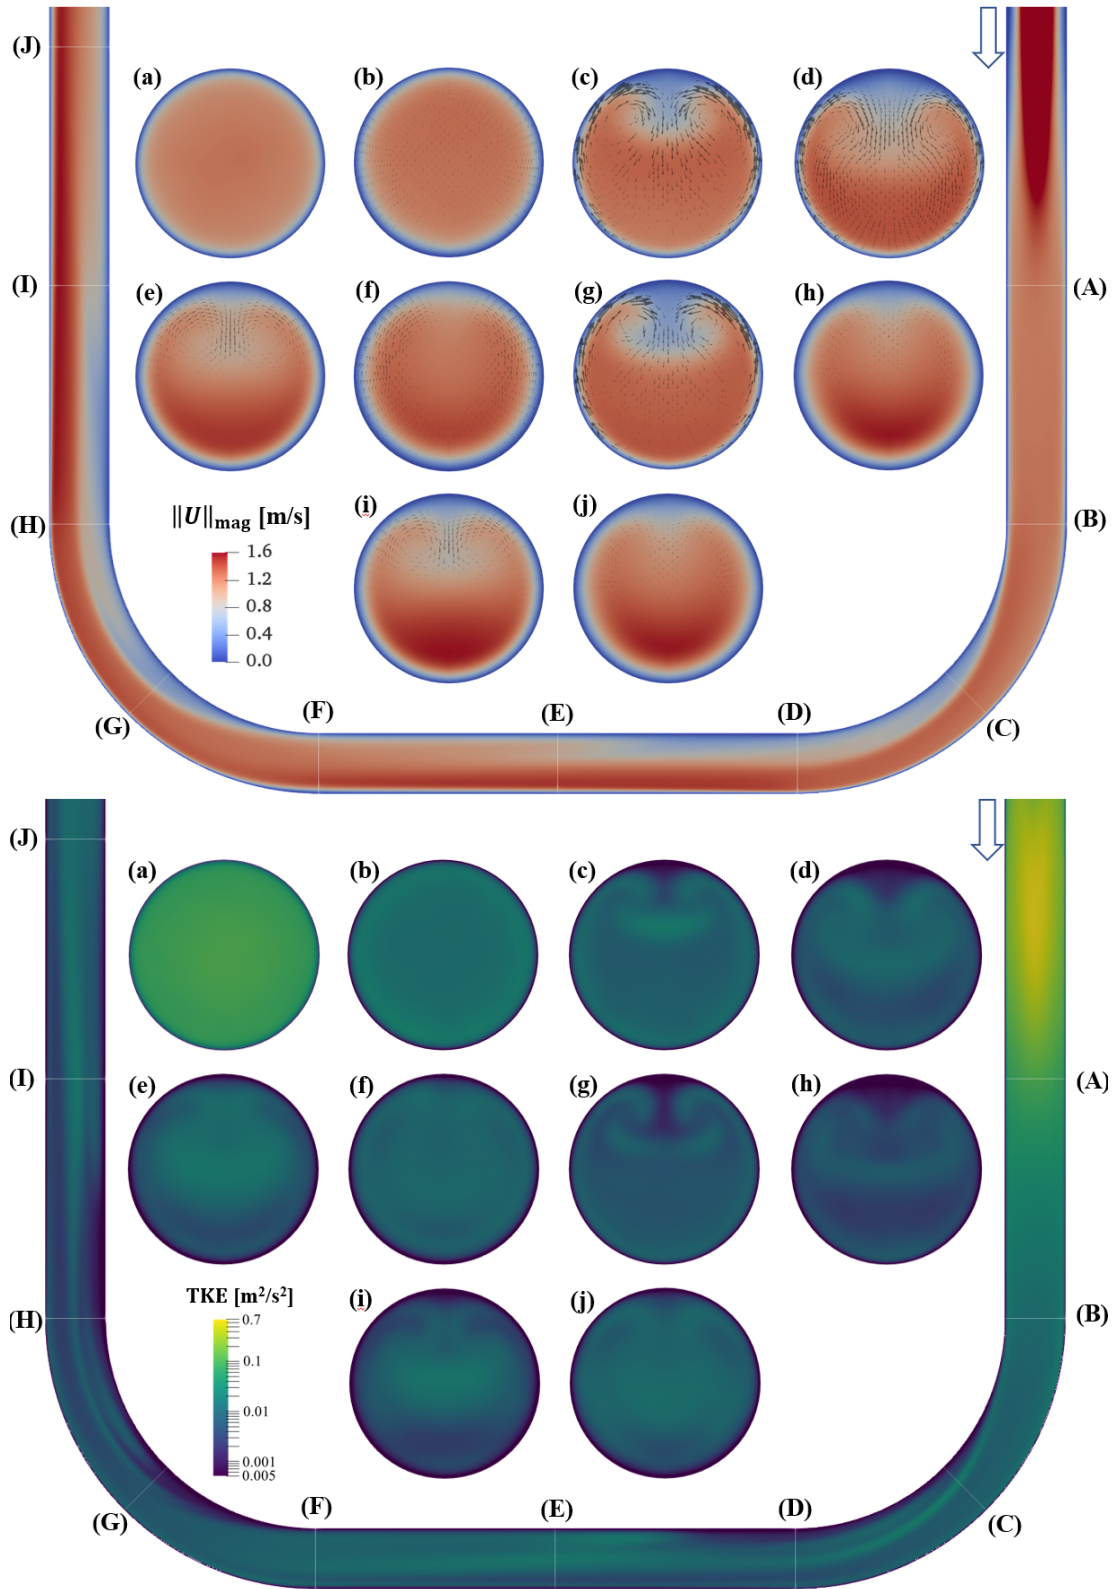 (J)
(a)
(b)
(c)
(d)
(I)
(e)
(f)
(g)
(h)
(A)
(H)
‖U‖mag [m/s]
(i)
(j)
(B)
1.6
1.2
0.8
0.4
0.0
(G)
(F)
(E)
(D)
(C)
(J)
(a)
(b)
(c)
(d)
(I)
(e)
(f)
(g)
(h)
(A)
(H)
TKE [m²/s²]
(i)
(j)
(B)
0.7
0.1
0.01
0.001
0.005
(G)
(F)
(E)
(D)
(C)